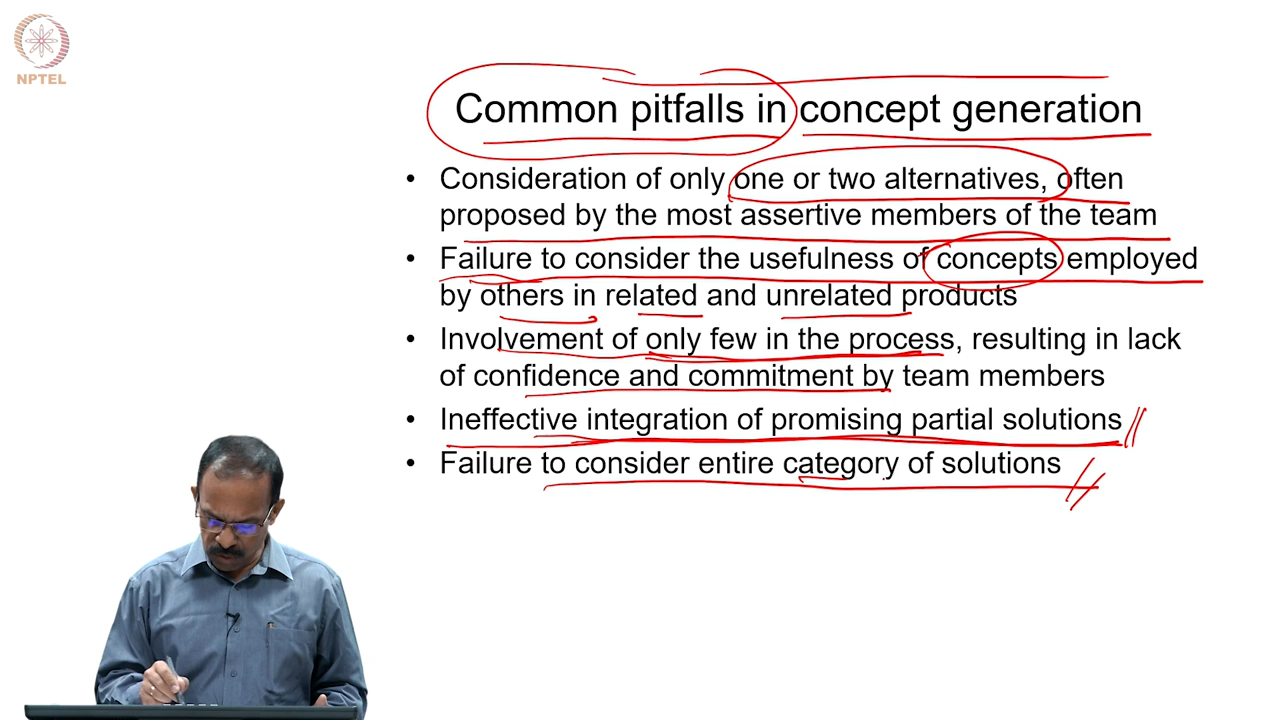 NPTEL
Common pitfalls in concept generation
• Consideration of only one or two alternatives, often
proposed by the most assertive members of the team
• Failure to consider the usefulness of concepts employed
by others in related and unrelated products
• Involvement of only few in the process, resulting in lack
of confidence and commitment by team members
• Ineffective integration of promising partial solutions
• Failure to consider entire category of solutions